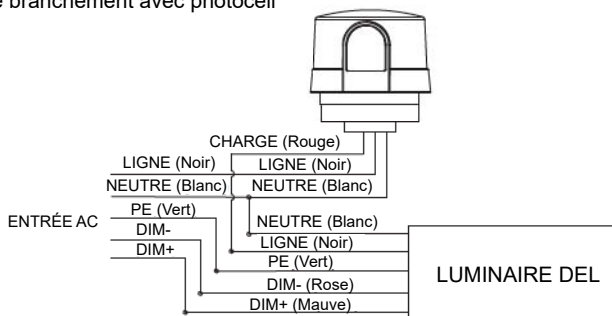 branchement avec photocell
CHARGE (Rouge)
LIGNE (Noir) LIGNE (Noir)
NEUTRE (Blanc) NEUTRE (Blanc)
PE (Vert)
ENTRÉE AC
DIM-
DIM+
NEUTRE (Blanc)
LIGNE (Noir)
PE (Vert)
DIM- (Rose)
DIM+ (Mauve)
LUMINAIRE DEL